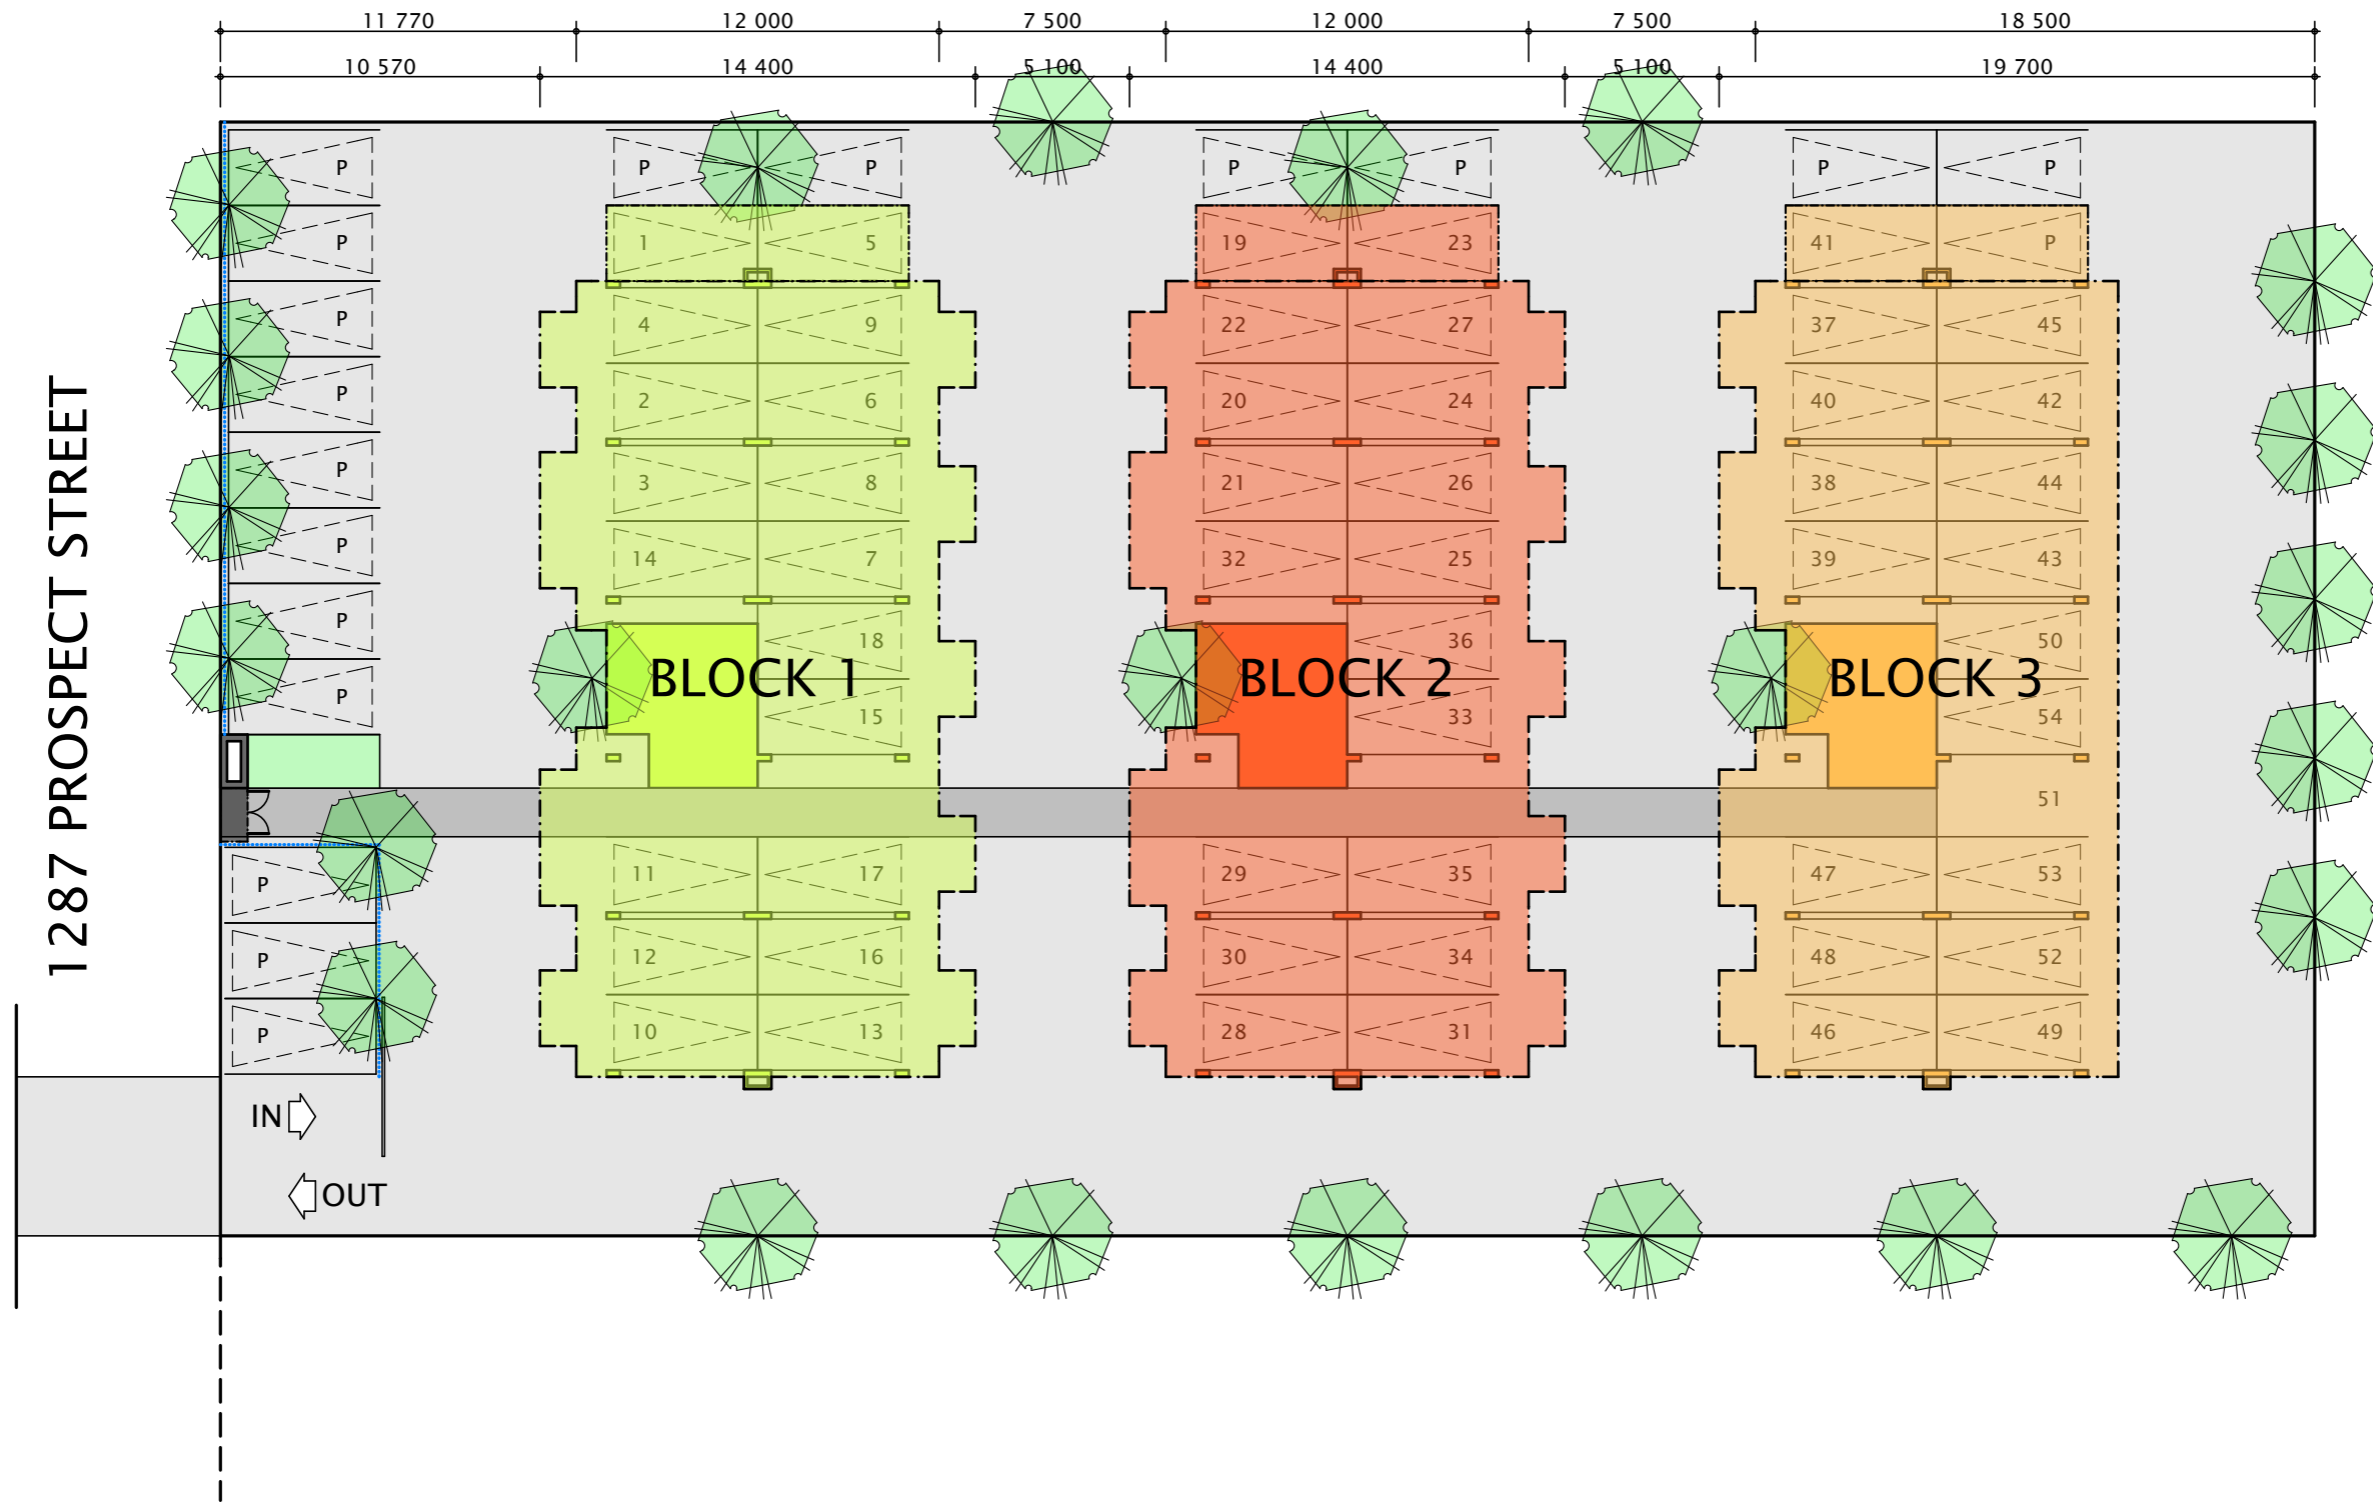 11 770 12 000 7 500 12 000 7 500 18 500
10 570 14 400 5 100 14 400 5 100 19 700
P P P P P P P
P 1 5 19 23 41 P
P 4 9 22 27 37 45
P 2 6 20 24 40 42
P 3 8 21 26 38 44
P 14 7 32 25 39 43
P 18 36 50
BLOCK 1 BLOCK 2 BLOCK 3
P 15 33 54
1287 PROSPECT STREET
51
P 11 17 29 35 47 53
P 12 16 30 34 48 52
P 10 13 28 31 46 49
IN
OUT